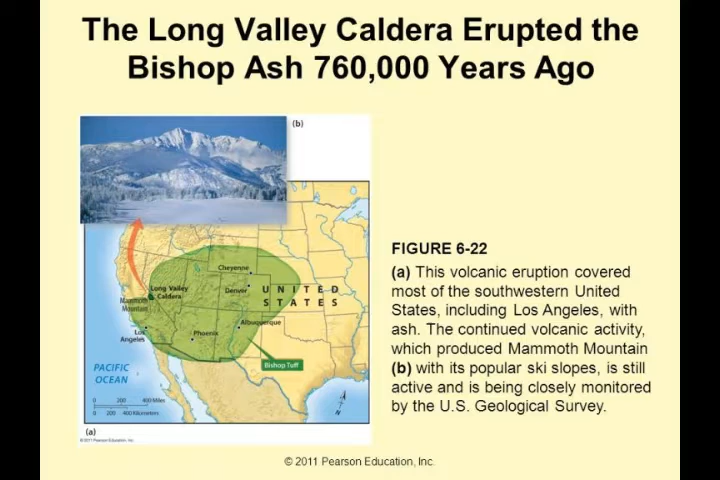 The Long Valley Caldera Erupted the
Bishop Ash 760,000 Years Ago
(b)
Cheyenne
Denver
UNITED
STATES
Long Valley
Caldera
Mammoth
Mountain
Albuquerque
Phoenix
Los
Angeles
Bishop Tuff
PACIFIC
OCEAN
0 200 400 Miles
0 200 400 Kilometers
N
(a)
© 2011 Pearson Education, Inc.
FIGURE 6-22
(a) This volcanic eruption covered
most of the southwestern United
States, including Los Angeles, with
ash. The continued volcanic activity,
which produced Mammoth Mountain
(b) with its popular ski slopes, is still
active and is being closely monitored
by the U.S. Geological Survey.
© 2011 Pearson Education, Inc.